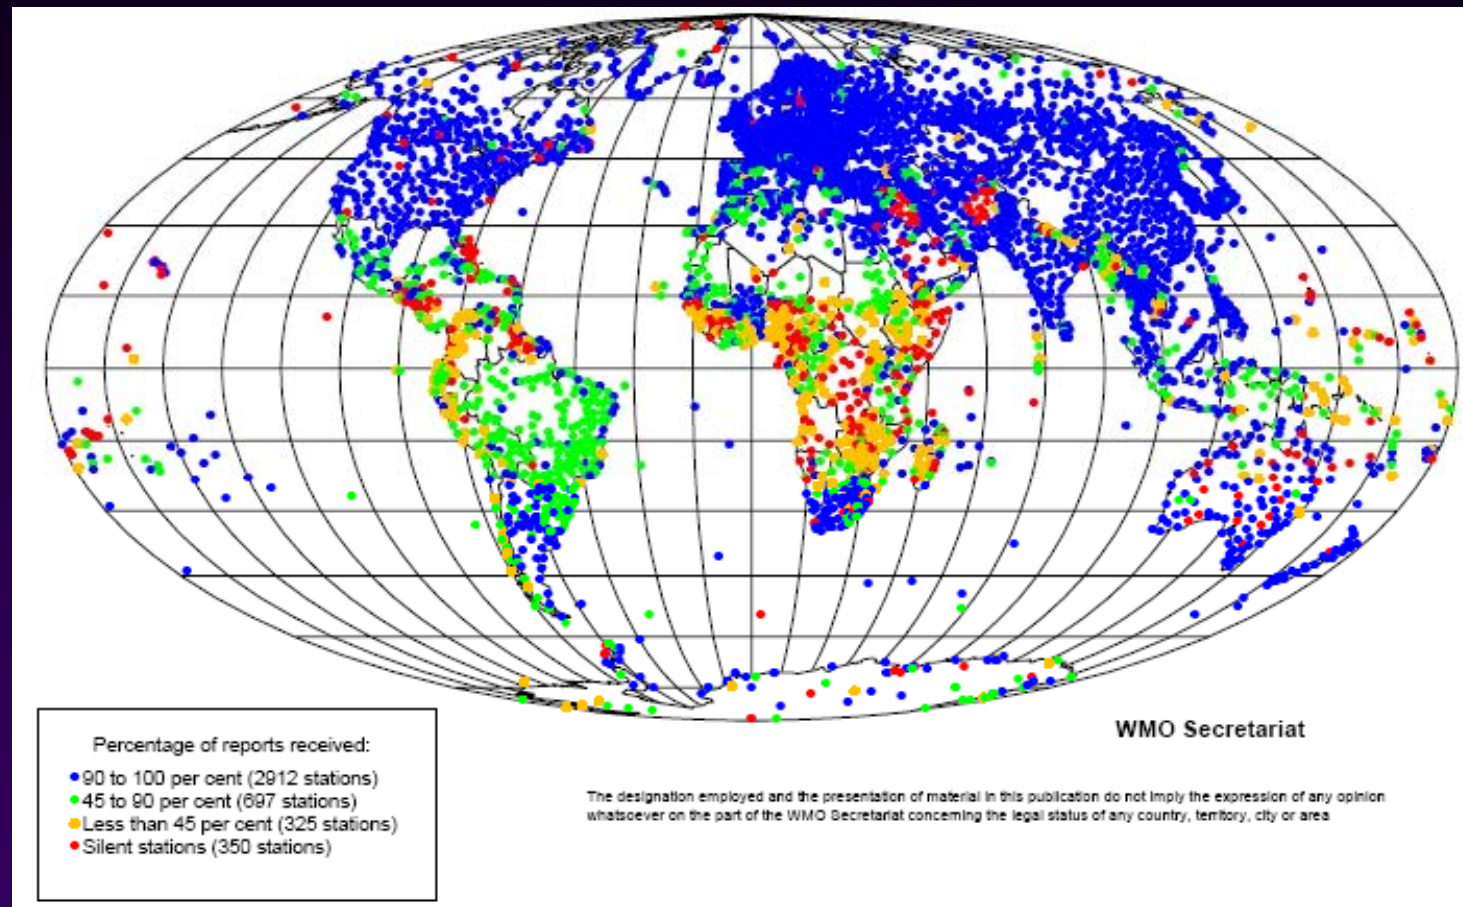 WMO Secretariat
Percentage of reports received:
90 to 100 per cent (2912 stations)
45 to 90 per cent (697 stations)
Less than 45 per cent (325 stations)
Silent stations (350 stations)
The designation employed and the presentation of material in this publication do not imply the expression of any opinion
whatsoever on the part of the WMO Secretariat concerning the legal status of any country, territory, city or area